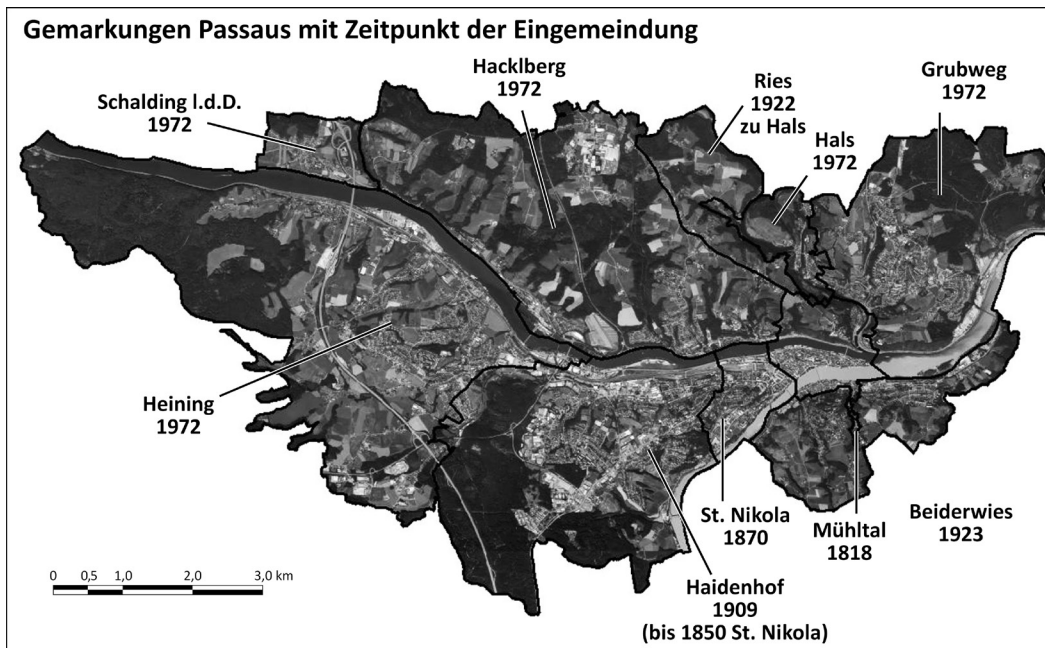 Gemarkungen Passaus mit Zeitpunkt der Eingemeindung
Schalding l.d.D.
1972
Hacklberg
1972
Ries
1922
zu Hals
Hals
1972
Grubweg
1972
Heining
1972
St. Nikola
1870
Mühltal
1818
Beiderwies
1923
Haidenhof
1909
(bis 1850 St. Nikola)
0 0,5 1,0 2,0 3,0 km